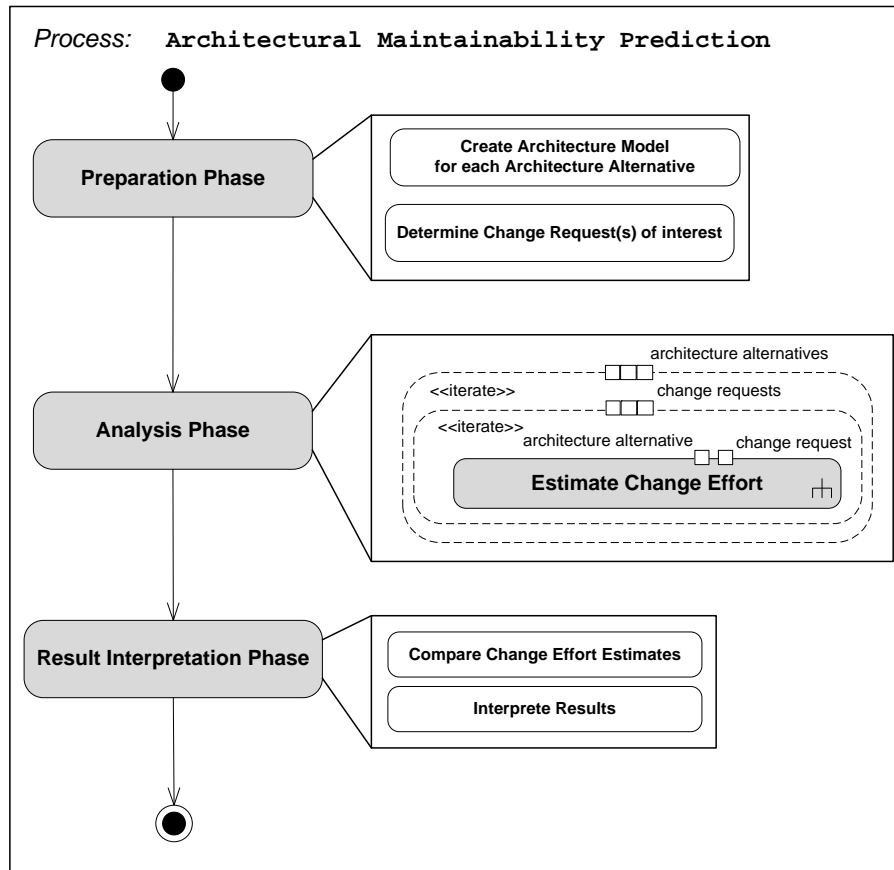 Process: Architectural Maintainability Prediction
Preparation Phase
Create Architecture Model
for each Architecture Alternative
Determine Change Request(s) of interest
Analysis Phase
architecture alternatives
<<iterate>>
change requests
<<iterate>>
architecture alternative
change request
Estimate Change Effort
Result Interpretation Phase
Compare Change Effort Estimates
Interprete Results